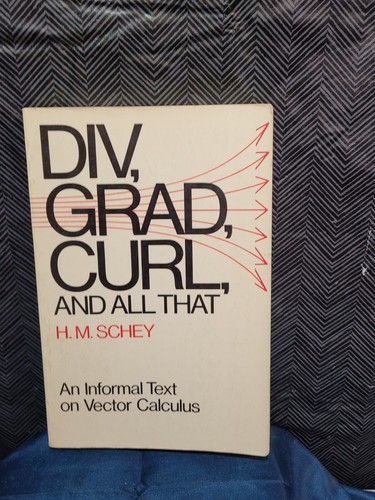 DIV,
GRAD,
CURL,
AND ALL THAT
H. M. SCHEY
An Informal Text
on Vector Calculus